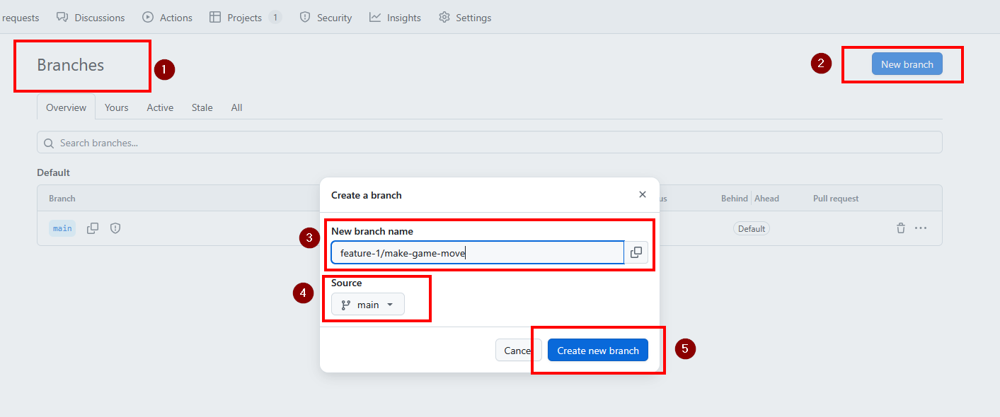 requests Discussions Actions Projects 1 Security Insights Settings
Branches 1
2 New branch
Overview Yours Active Stale All
Search branches...
Default
Create a branch
Branch us Behind Ahead Pull request
main Default
New branch name
3
feature-1/make-game-move
Source
4
main
Cance Create new branch 5